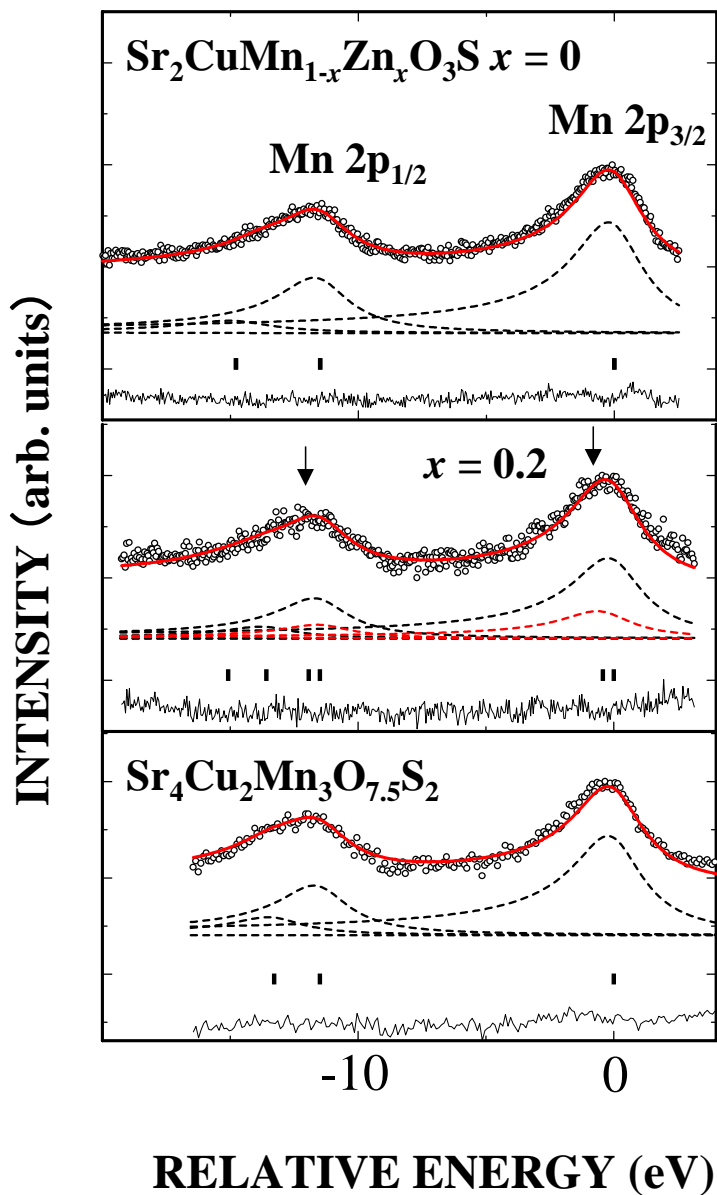 Sr₂CuMn₁₋ₓZnₓO₃S x = 0
Mn 2p₃/₂
Mn 2p₁/₂
x = 0.2
Sr₄Cu₂Mn₃O₇.₅S₂
INTENSITY (arb. units)
-10 0
RELATIVE ENERGY (eV)